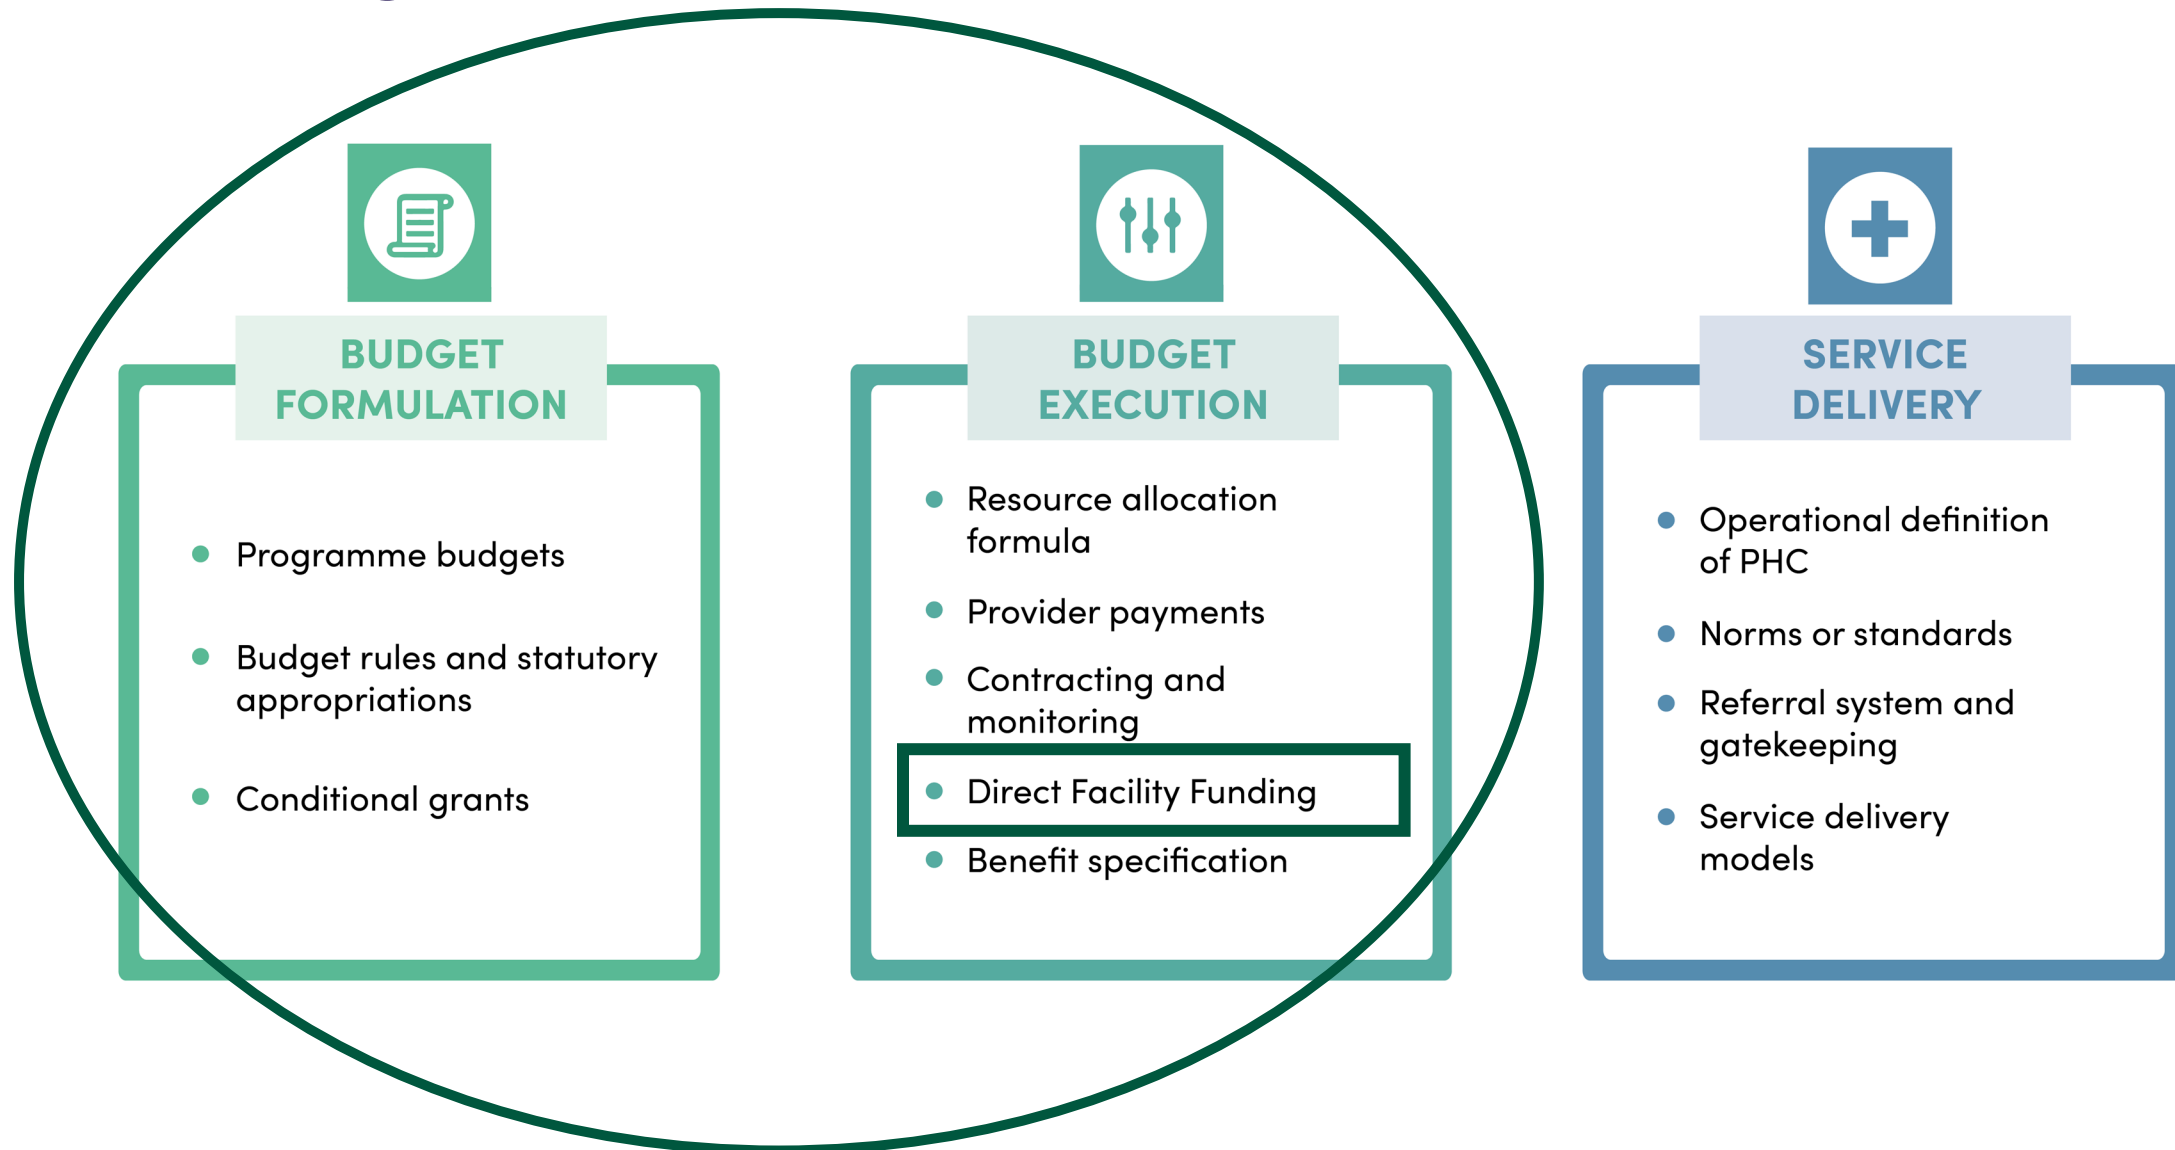 BUDGET
FORMULATION
Programme budgets
Budget rules and statutory
appropriations
Conditional grants
BUDGET
EXECUTION
Resource allocation
formula
Provider payments
Contracting and
monitoring
Direct Facility Funding
Benefit specification
SERVICE
DELIVERY
Operational definition
of PHC
Norms or standards
Referral system and
gatekeeping
Service delivery
models